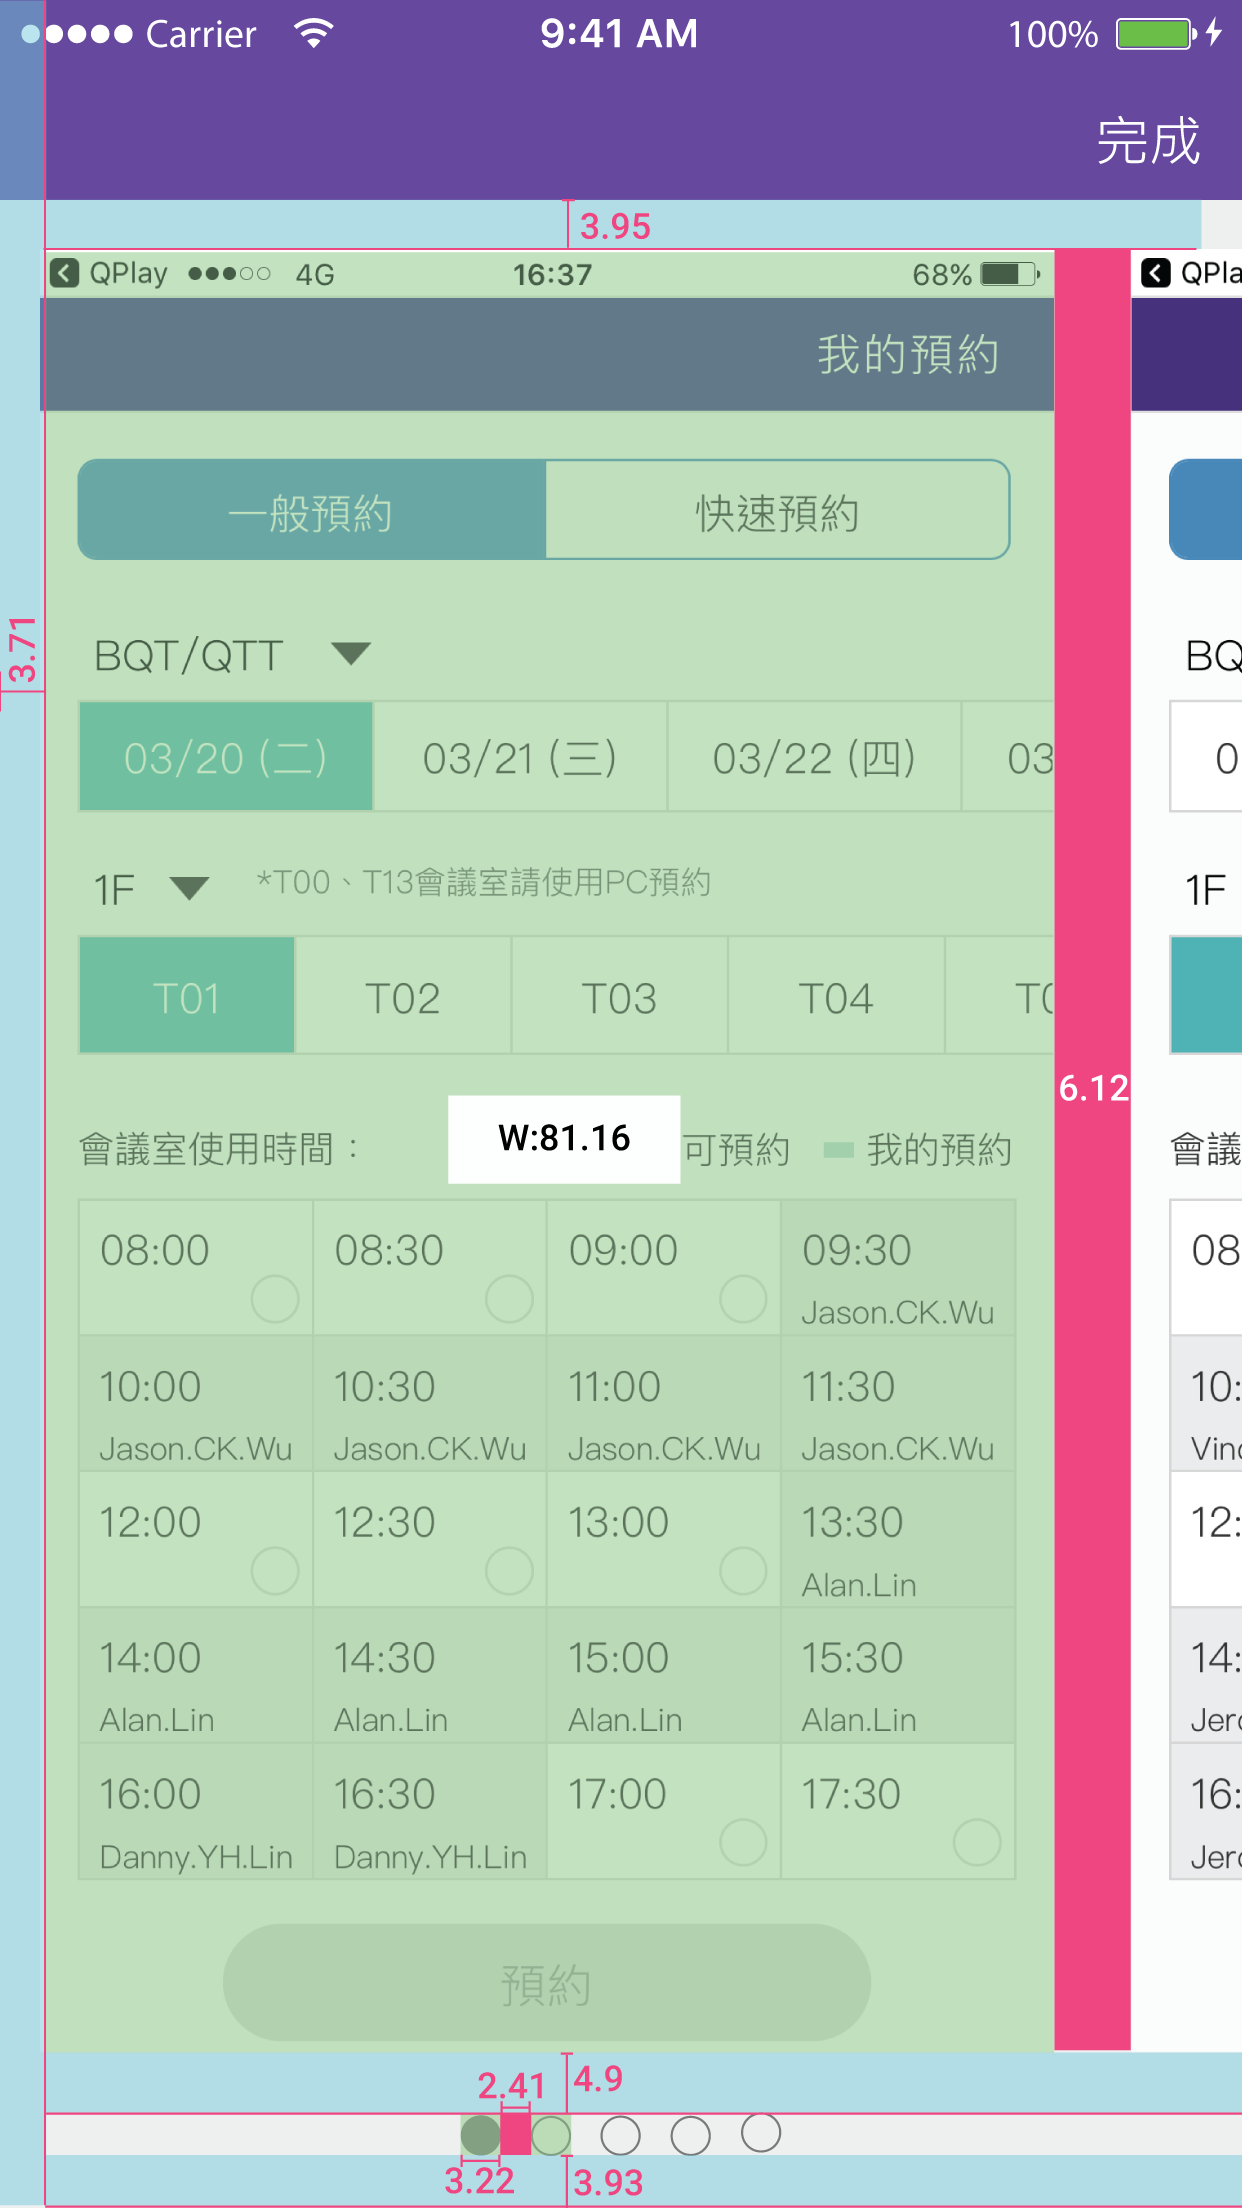 Carrier 9:41 AM 100%
完成
3.95
QPlay 4G 16:37 68% QPla
我的預約
一般預約 快速預約
3.71
BQT/QTT BQ
03/20 (二) 03/21 (三) 03/22 (四) 03 0
1F *T00、T13會議室請使用PC預約 1F
T01 T02 T03 T04 T0
6.12
會議室使用時間： W:81.16 可預約 我的預約 會議
08:00 08:30 09:00 09:30 08
Jason.CK.Wu
10:00 10:30 11:00 11:30 10:
Jason.CK.Wu Jason.CK.Wu Jason.CK.Wu Jason.CK.Wu Vinc
12:00 12:30 13:00 13:30 12:
Alan.Lin
14:00 14:30 15:00 15:30 14:
Alan.Lin Alan.Lin Alan.Lin Alan.Lin Jero
16:00 16:30 17:00 17:30 16:
Danny.YH.Lin Danny.YH.Lin Jero
預約
2.41 4.9
3.22 3.93